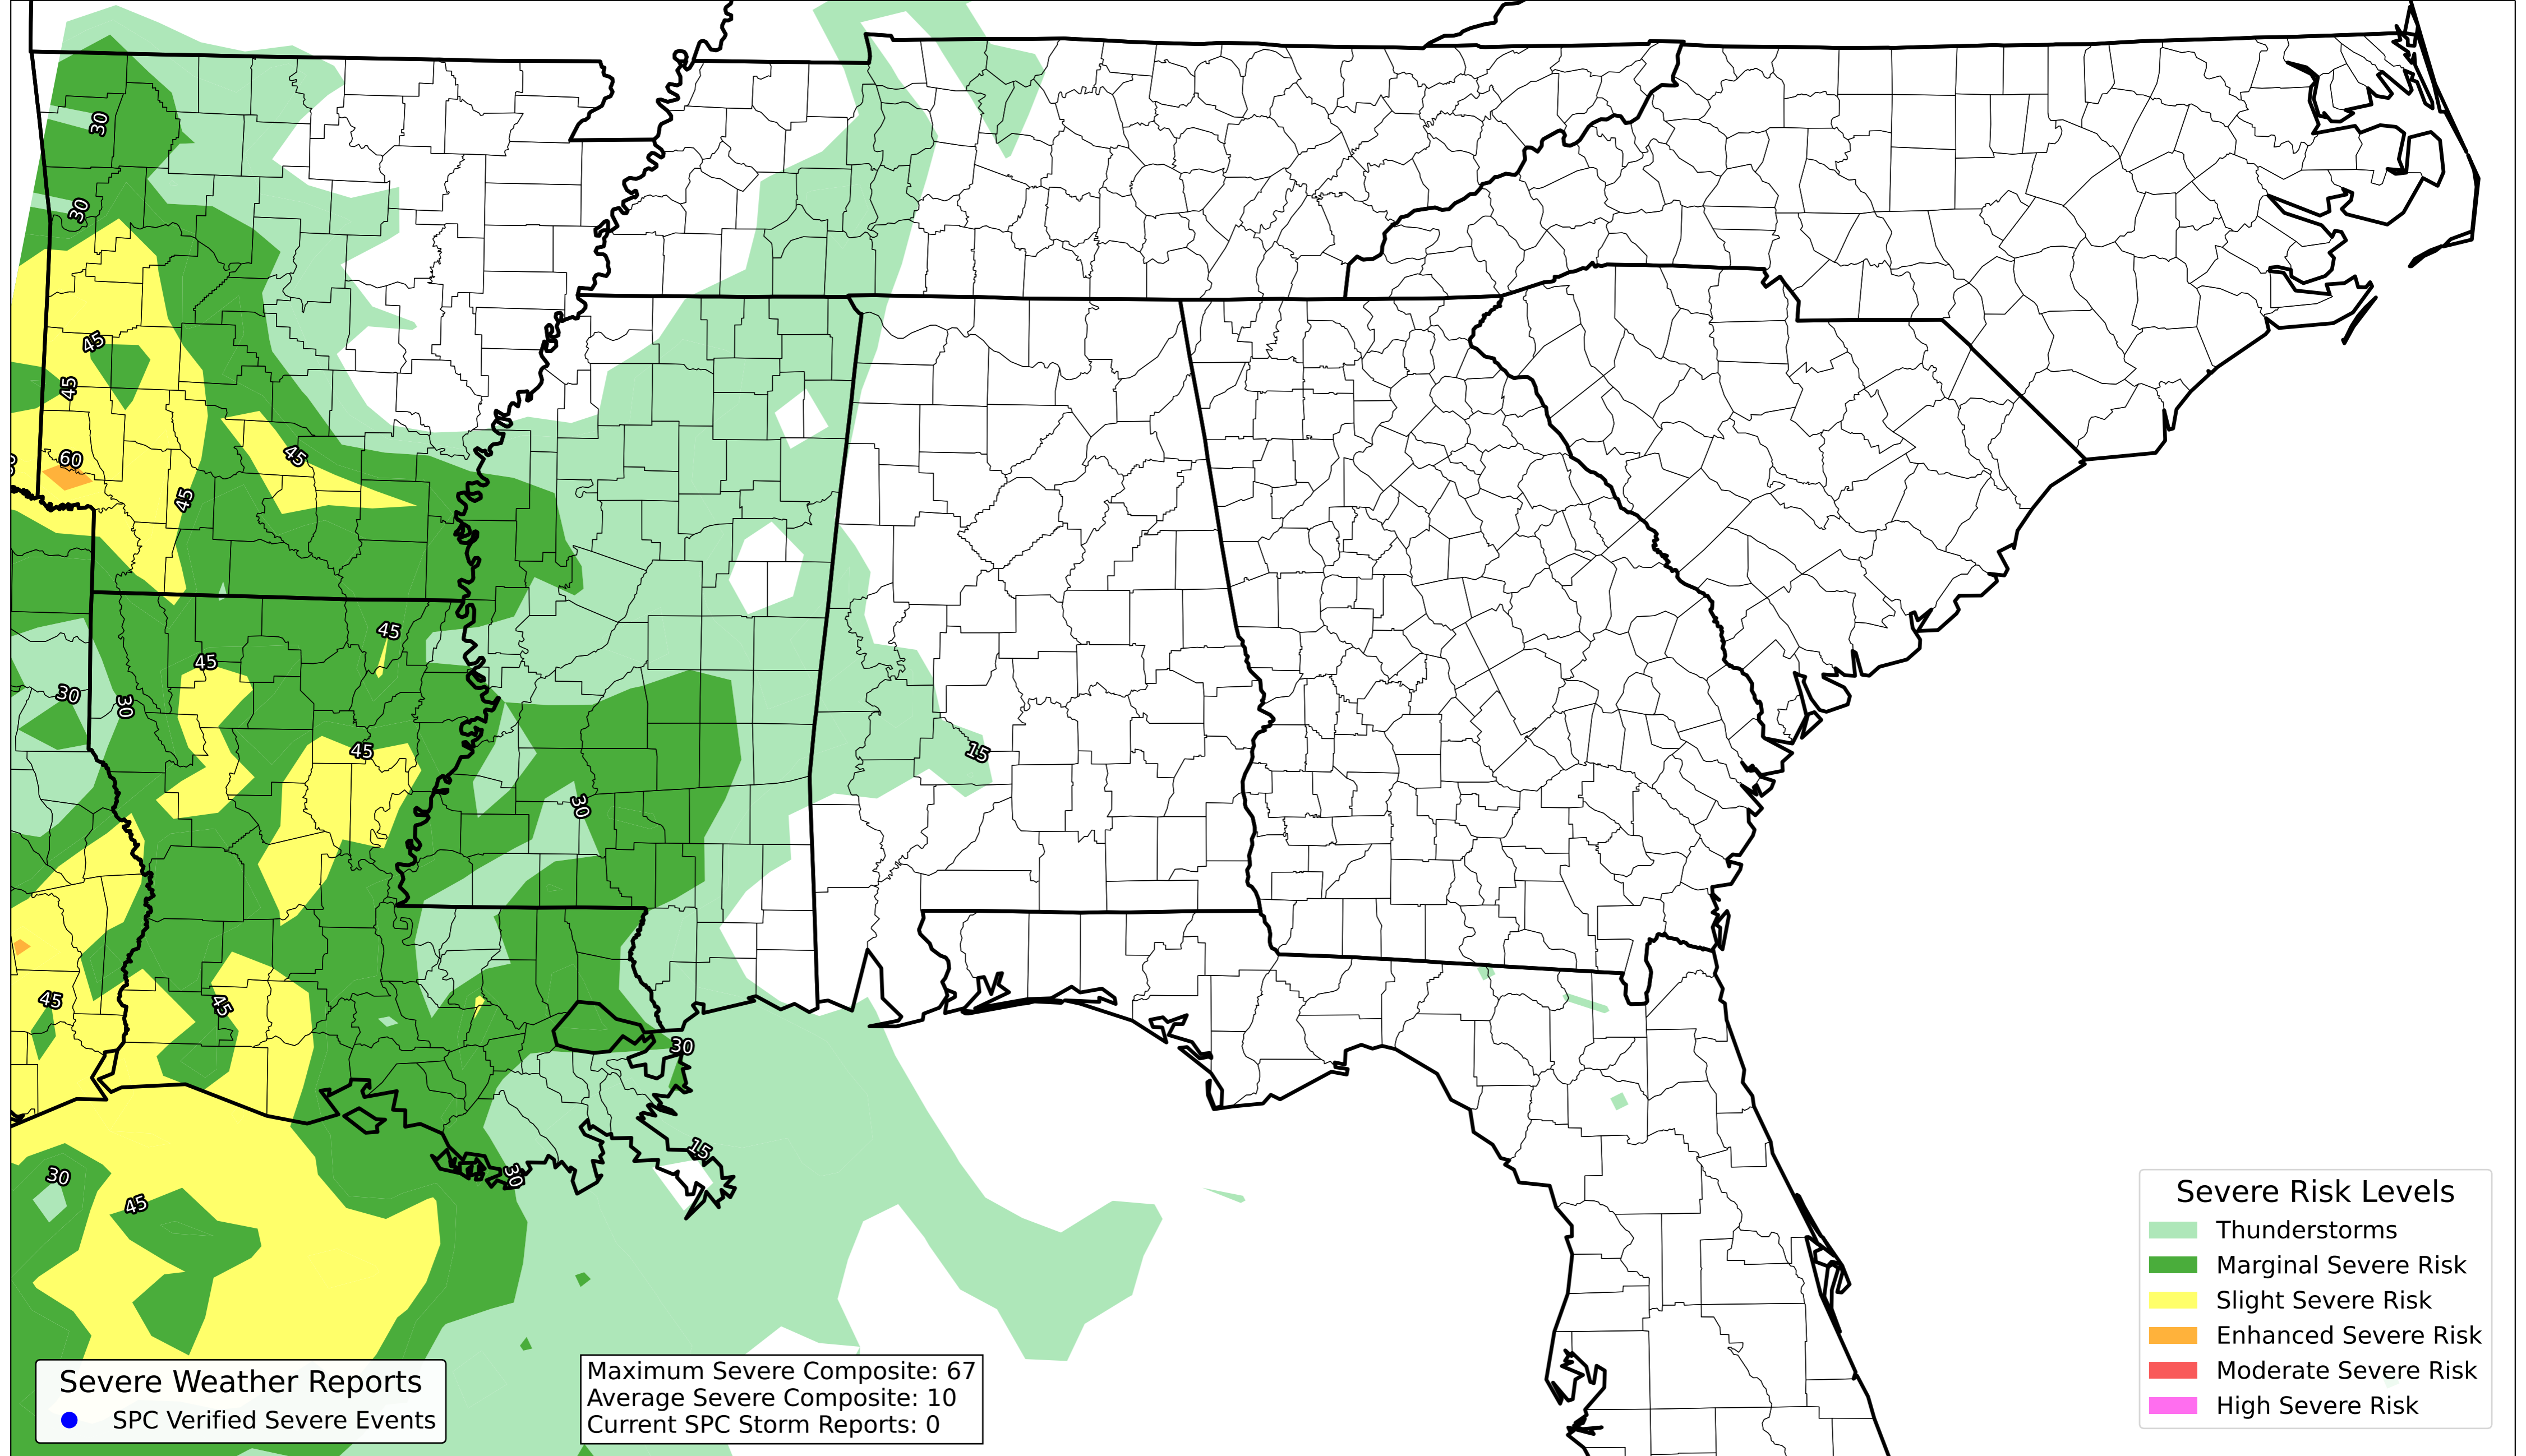 30
30
45
45
60
45
45
45
45
30
30
45
15
30
45
45
30
15
30
30
45
Severe Risk Levels
Thunderstorms
Marginal Severe Risk
Slight Severe Risk
Enhanced Severe Risk
Moderate Severe Risk
High Severe Risk
Severe Weather Reports
SPC Verified Severe Events
Maximum Severe Composite: 67
Average Severe Composite: 10
Current SPC Storm Reports: 0